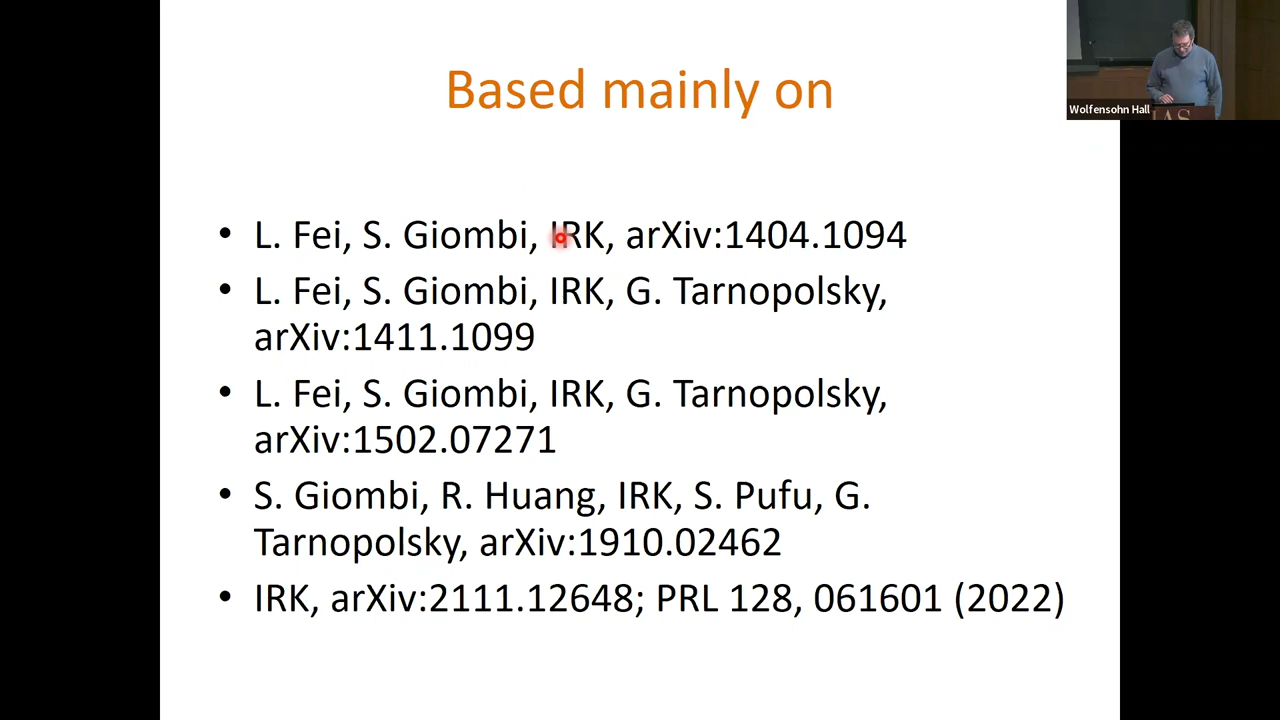 Based mainly on
Wolfensohn Hall
IAS
• L. Fei, S. Giombi, IRK, arXiv:1404.1094
• L. Fei, S. Giombi, IRK, G. Tarnopolsky,
arXiv:1411.1099
• L. Fei, S. Giombi, IRK, G. Tarnopolsky,
arXiv:1502.07271
• S. Giombi, R. Huang, IRK, S. Pufu, G.
Tarnopolsky, arXiv:1910.02462
• IRK, arXiv:2111.12648; PRL 128, 061601 (2022)